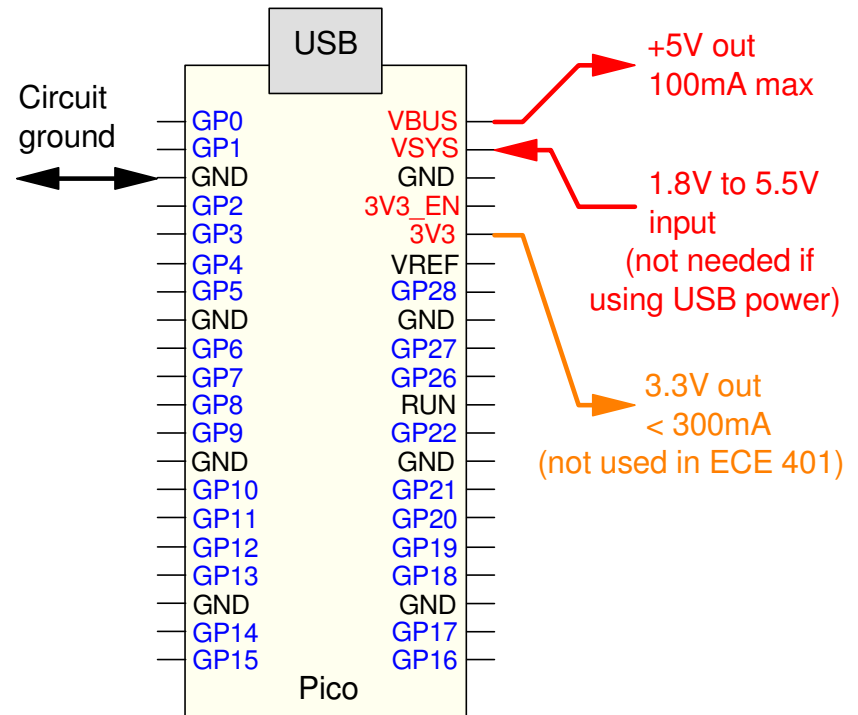 USB
Circuit
ground
GP0
GP1
GND
GP2
GP3
GP4
GP5
GND
GP6
GP7
GP8
GP9
GND
GP10
GP11
GP12
GP13
GND
GP14
GP15
VBUS
VSYS
GND
3V3_EN
3V3
VREF
GP28
GND
GP27
GP26
RUN
GP22
GND
GP21
GP20
GP19
GP18
GND
GP17
GP16
Pico
+5V out
100mA max
1.8V to 5.5V
input
(not needed if
using USB power)
3.3V out
< 300mA
(not used in ECE 401)